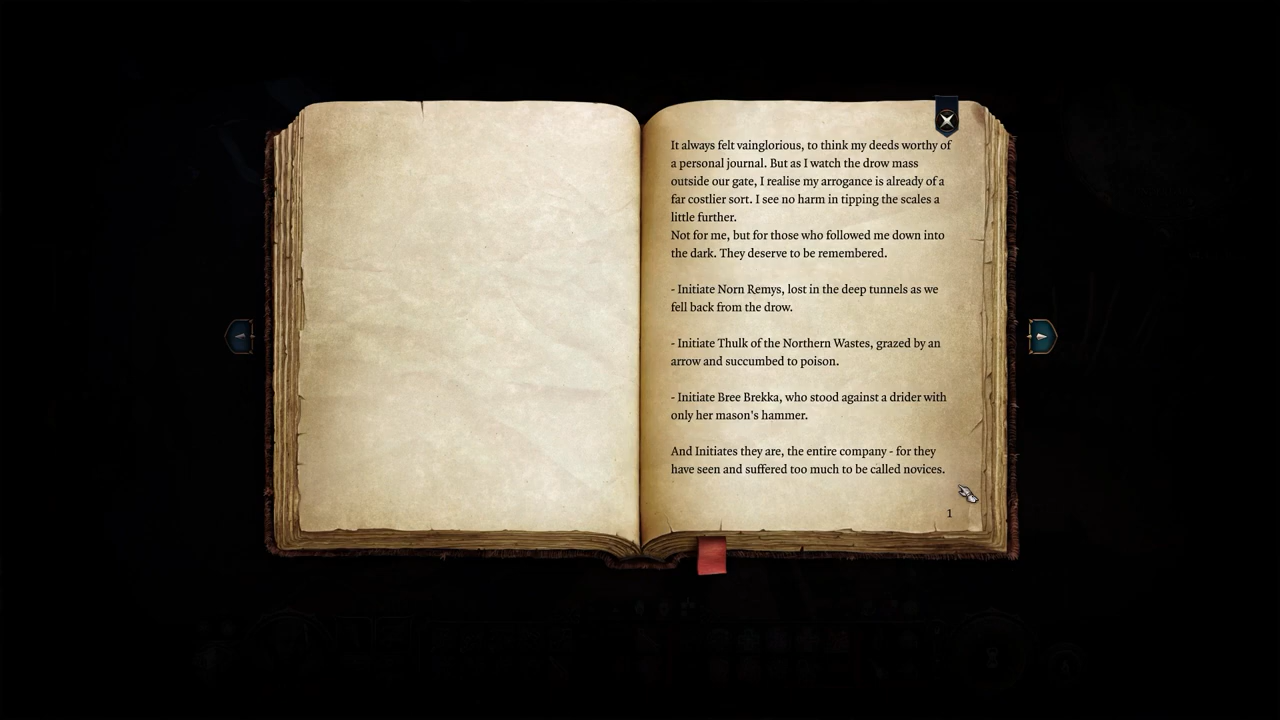 It always felt vainglorious, to think my deeds worthy of
a personal journal. But as I watch the drow mass
outside our gate, I realise my arrogance is already of a
far costlier sort. I see no harm in tipping the scales a
little further.
Not for me, but for those who followed me down into
the dark. They deserve to be remembered.
- Initiate Norn Remys, lost in the deep tunnels as we
fell back from the drow.
- Initiate Thulk of the Northern Wastes, grazed by an
arrow and succumbed to poison.
- Initiate Bree Brekka, who stood against a drider with
only her mason's hammer.
And Initiates they are, the entire company - for they
have seen and suffered too much to be called novices.
1